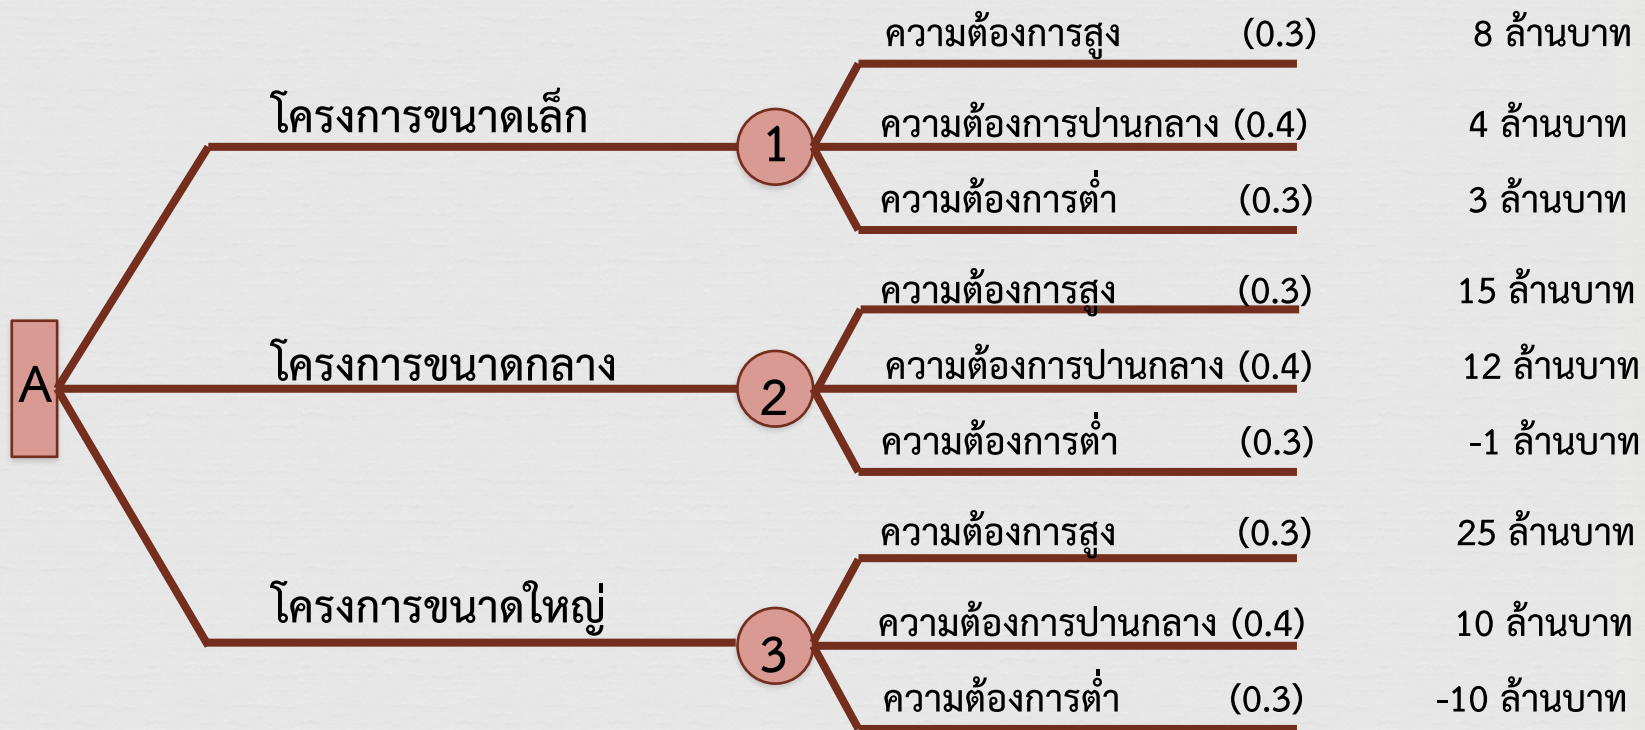 ความต้องการสูง (0.3) 8 ล้านบาท
โครงการขนาดเล็ก
ความต้องการปานกลาง (0.4) 4 ล้านบาท
1
ความต้องการต่ำ (0.3) 3 ล้านบาท
ความต้องการสูง (0.3) 15 ล้านบาท
โครงการขนาดกลาง
ความต้องการปานกลาง (0.4) 12 ล้านบาท
A
2
ความต้องการต่ำ (0.3) -1 ล้านบาท
ความต้องการสูง (0.3) 25 ล้านบาท
โครงการขนาดใหญ่
ความต้องการปานกลาง (0.4) 10 ล้านบาท
3
ความต้องการต่ำ (0.3) -10 ล้านบาท